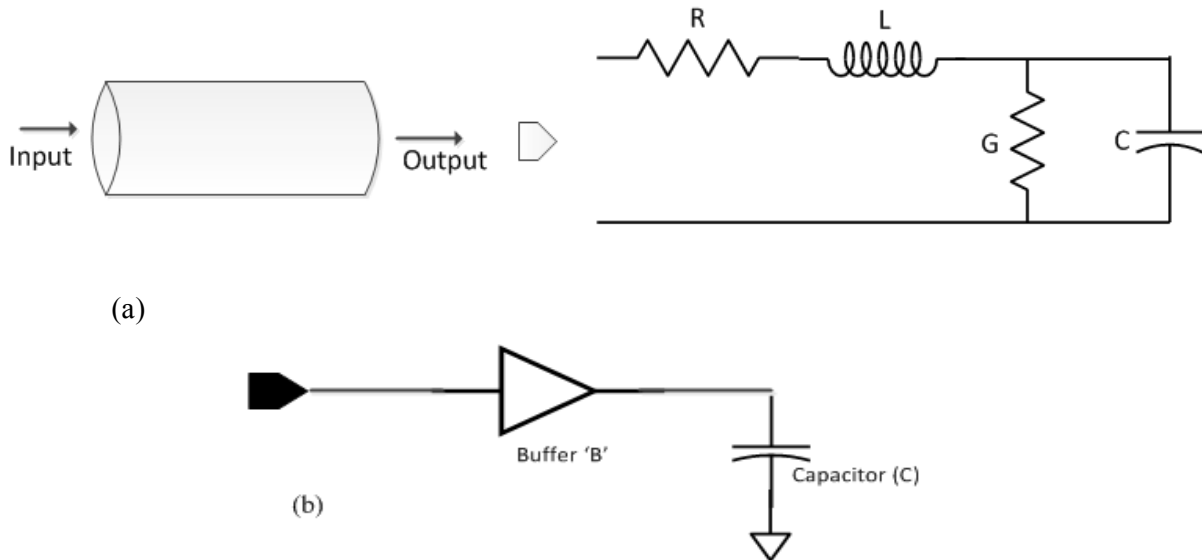 R
L
Input
Output
G
C
(a)
Buffer ‘B’
Capacitor (C)
(b)